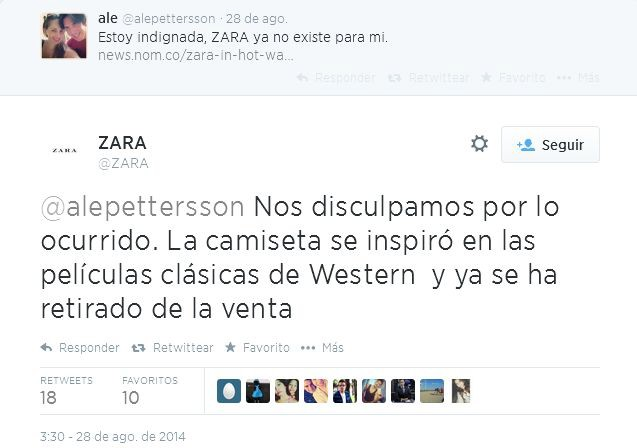 ale @alepettersson · 28 de ago.
Estoy indignada, ZARA ya no existe para mi.
news.nom.co/zara-in-hot-wa...
Responder Retwittear Favorito Más
ZARA
ZARA
@ZARA
Seguir
@alepettersson Nos disculpamos por lo
ocurrido. La camiseta se inspiró en las
películas clásicas de Western y ya se ha
retirado de la venta
Responder Retwittear Favorito Más
RETWEETS FAVORITOS
18 10
3:30 - 28 de ago. de 2014